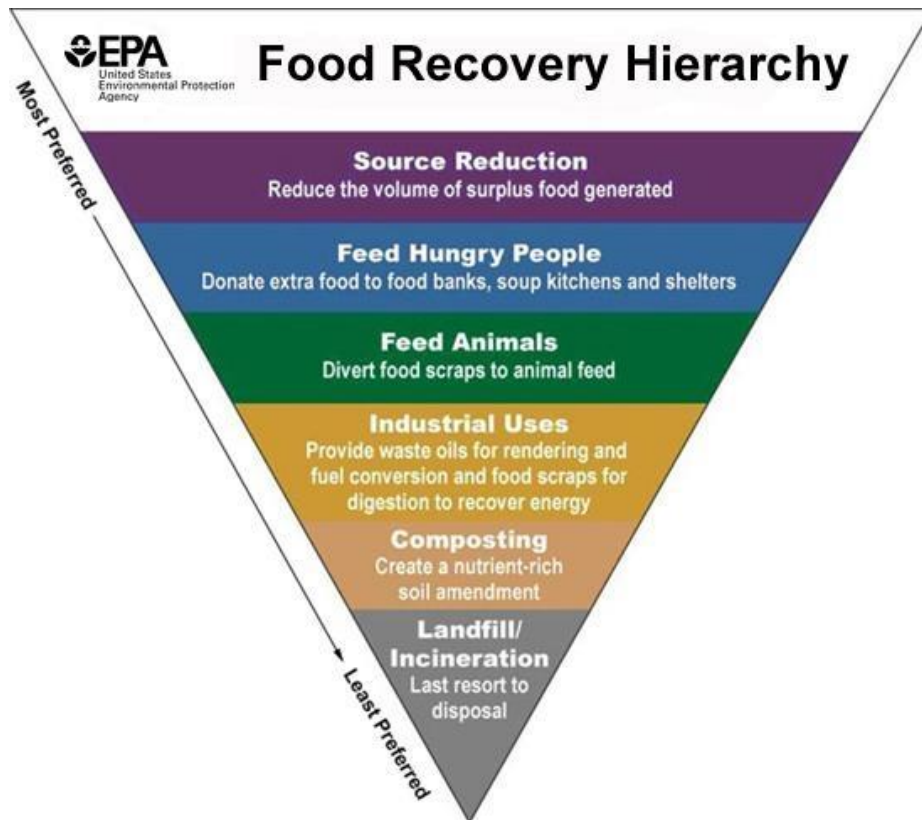 EPA
United States
Environmental Protection
Agency
Food Recovery Hierarchy
Most Preferred
Source Reduction
Reduce the volume of surplus food generated
Feed Hungry People
Donate extra food to food banks, soup kitchens and shelters
Feed Animals
Divert food scraps to animal feed
Industrial Uses
Provide waste oils for rendering and
fuel conversion and food scraps for
digestion to recover energy
Composting
Create a nutrient-rich
soil amendment
Landfill/
Incineration
Last resort to
disposal
Least Preferred